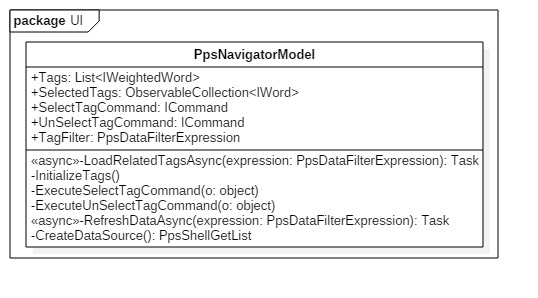 package UI
PpsNavigatorModel
+Tags: List<IWeightedWord>
+SelectedTags: ObservableCollection<IWord>
+SelectTagCommand: ICommand
+UnSelectTagCommand: ICommand
+TagFilter: PpsDataFilterExpression
«async»-LoadRelatedTagsAsync(expression: PpsDataFilterExpression): Task
-InitializeTags()
-ExecuteSelectTagCommand(o: object)
-ExecuteUnSelectTagCommand(o: object)
«async»-RefreshDataAsync(expression: PpsDataFilterExpression): Task
-CreateDataSource(): PpsShellGetList